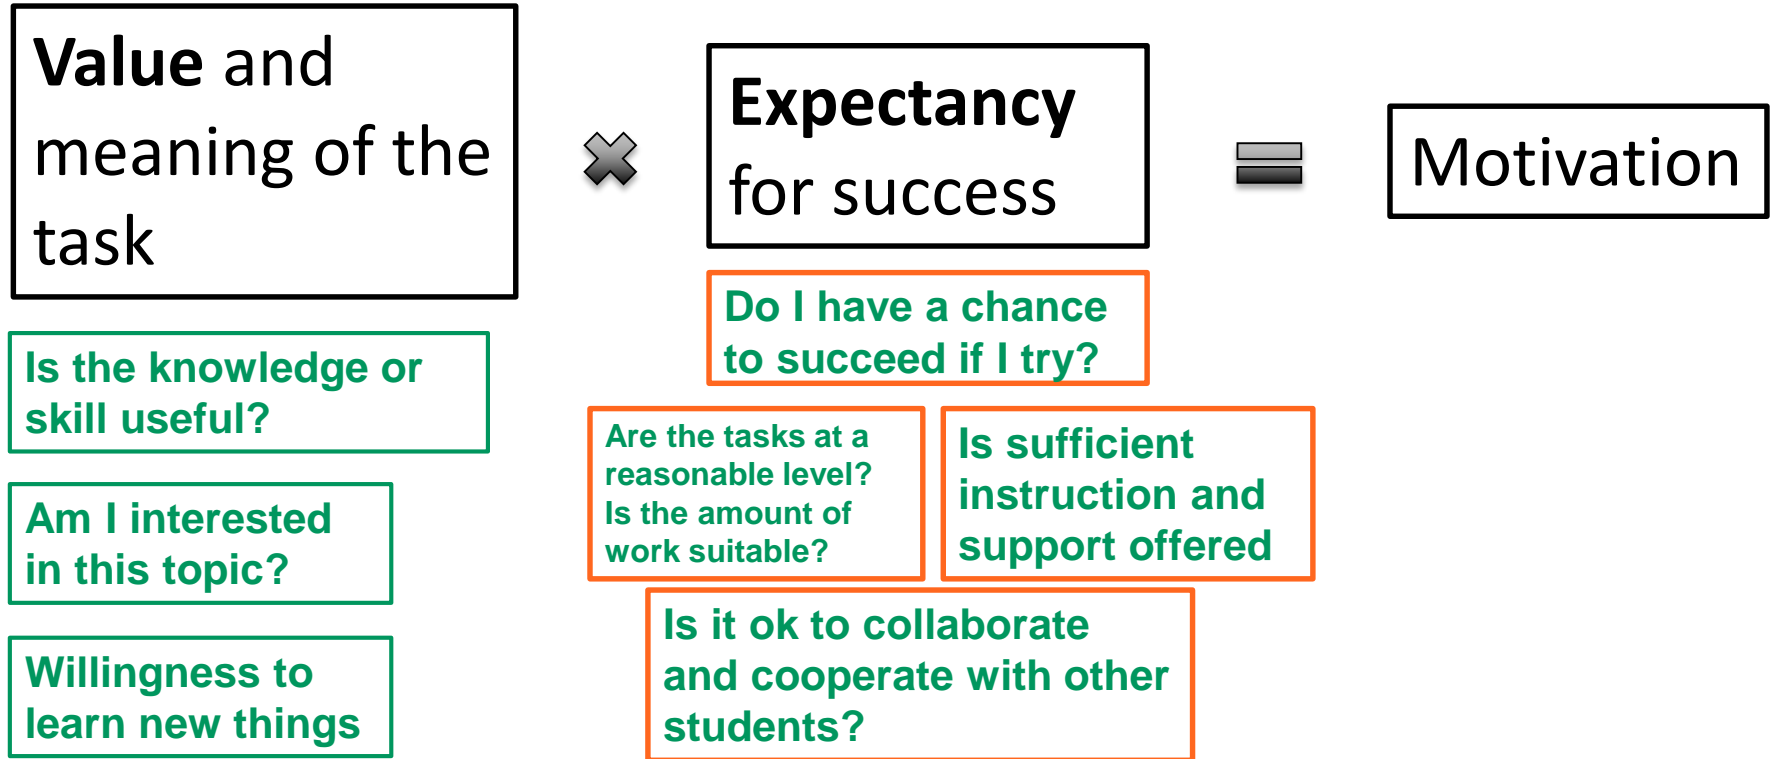 Value and
meaning of the
task
Expectancy
for success
Motivation
Is the knowledge or
skill useful?
Am I interested
in this topic?
Willingness to
learn new things
Do I have a chance
to succeed if I try?
Are the tasks at a
reasonable level?
Is the amount of
work suitable?
Is sufficient
instruction and
support offered
Is it ok to collaborate
and cooperate with other
students?